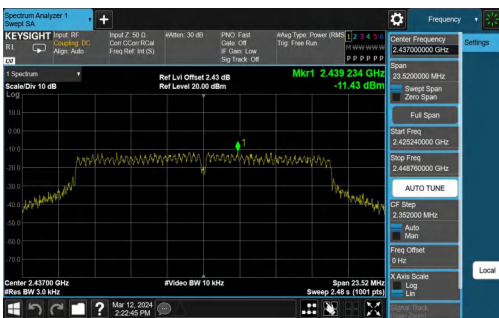 Spectrum Analyzer 1
Swept SA
+
Frequency
KEYSIGHT
RL
LV
Input: RF
Coupling: DC
Align: Auto
Input Z: 50 Ω
Corr CCorr RCal
Freq Ref: Int (S)
#Atten: 30 dB
PNO: Fast
Gate: Off
IF Gain: Low
Sig Track: Off
#Avg Type: Power (RMS
Trig: Free Run
1 2 3 4 5 6
M W W W W W
P P P P P P
1 Spectrum
Scale/Div 10 dB
Log
Ref Lvl Offset 2.43 dB
Ref Level 20.00 dBm
Mkr1 2.439 234 GHz
-11.43 dBm
1
10.0
0.00
-10.0
-20.0
-30.0
-40.0
-50.0
-60.0
-70.0
Center 2.43700 GHz
#Res BW 3.0 kHz
#Video BW 10 kHz
Span 23.52 MHz
Sweep 2.48 s (1001 pts)
Mar 12, 2024
2:22:45 PM
?
Center Frequency
2.437000000 GHz
Settings
Span
23.5200000 MHz
Swept Span
Zero Span
Full Span
Start Freq
2.425240000 GHz
Stop Freq
2.448760000 GHz
AUTO TUNE
CF Step
2.352000 MHz
Auto
Man
Freq Offset
0 Hz
X Axis Scale
Log
Lin
Local
Signal Track